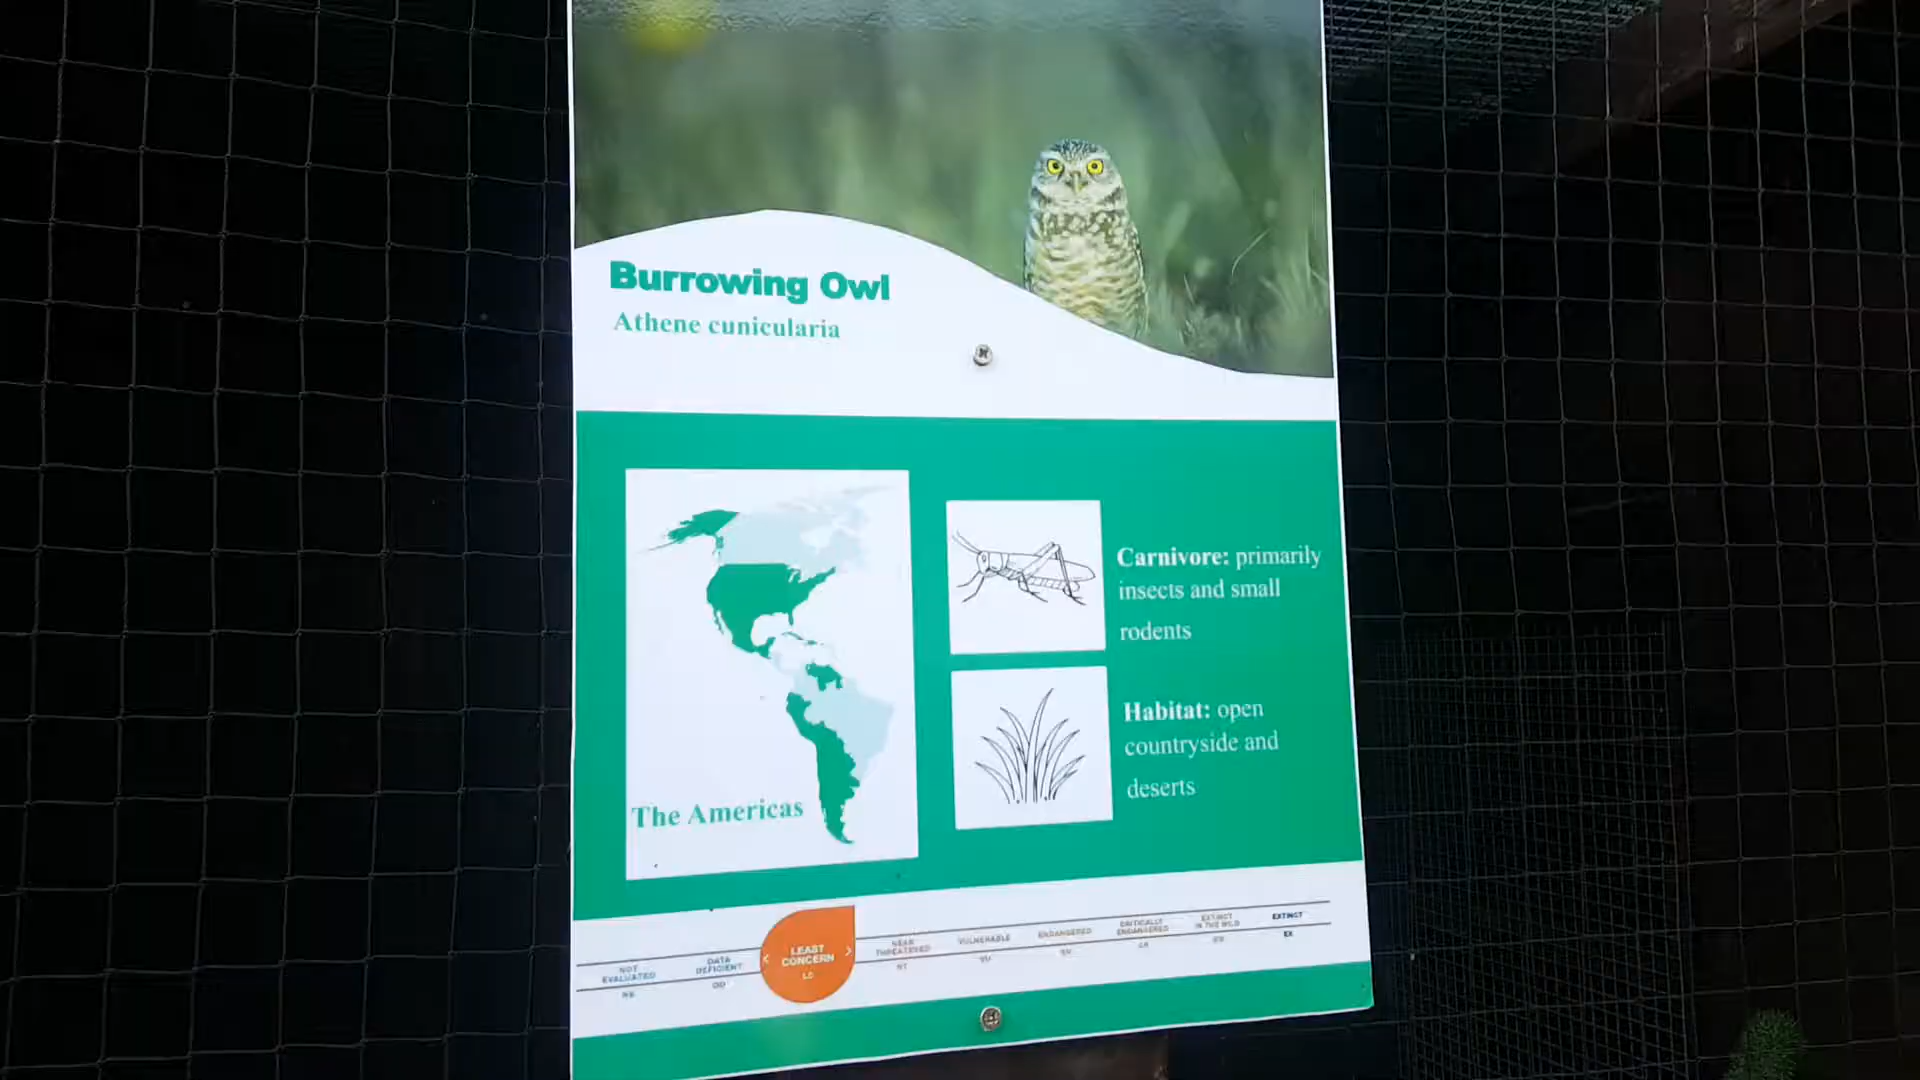 Burrowing Owl
Athene cunicularia
Carnivore: primarily
insects and small
rodents
Habitat: open
countryside and
deserts
The Americas
NOT
EVALUATED
NE
DATA
DEFICIENT
DD
LEAST
CONCERN
LC
NEAR
THREATENED
NT
VULNERABLE
VU
ENDANGERED
EN
CRITICALLY
ENDANGERED
CR
EXTINCT
IN THE WILD
EW
EXTINCT
EX